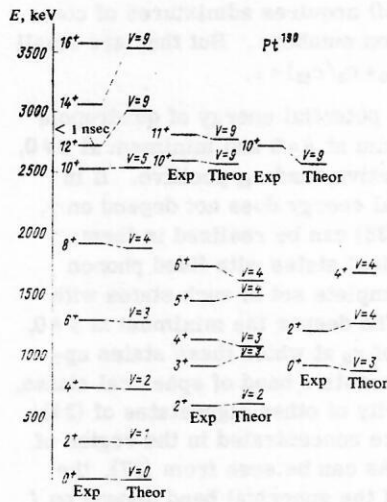 E, keV
Pt¹⁹⁰
16⁺ V=9
3500
14⁺ V=9
3000
< 1 nsec
12⁺
11⁺ V=9
10⁺ V=9
10⁺ V=9
10⁺ V=5
2500
Exp Theor
Exp Theor
2000
8⁺ V=4
6⁺ V=4
4⁺ V=4
1500
5⁺ V=4
6⁺ V=3
4⁺ V=3
3⁺ V=3
2⁺ V=4
1000
0⁺ V=3
Exp Theor
4⁺ V=2
2⁺ V=2
500
Exp Theor
2⁺ V=1
0⁺ V=0
Exp Theor